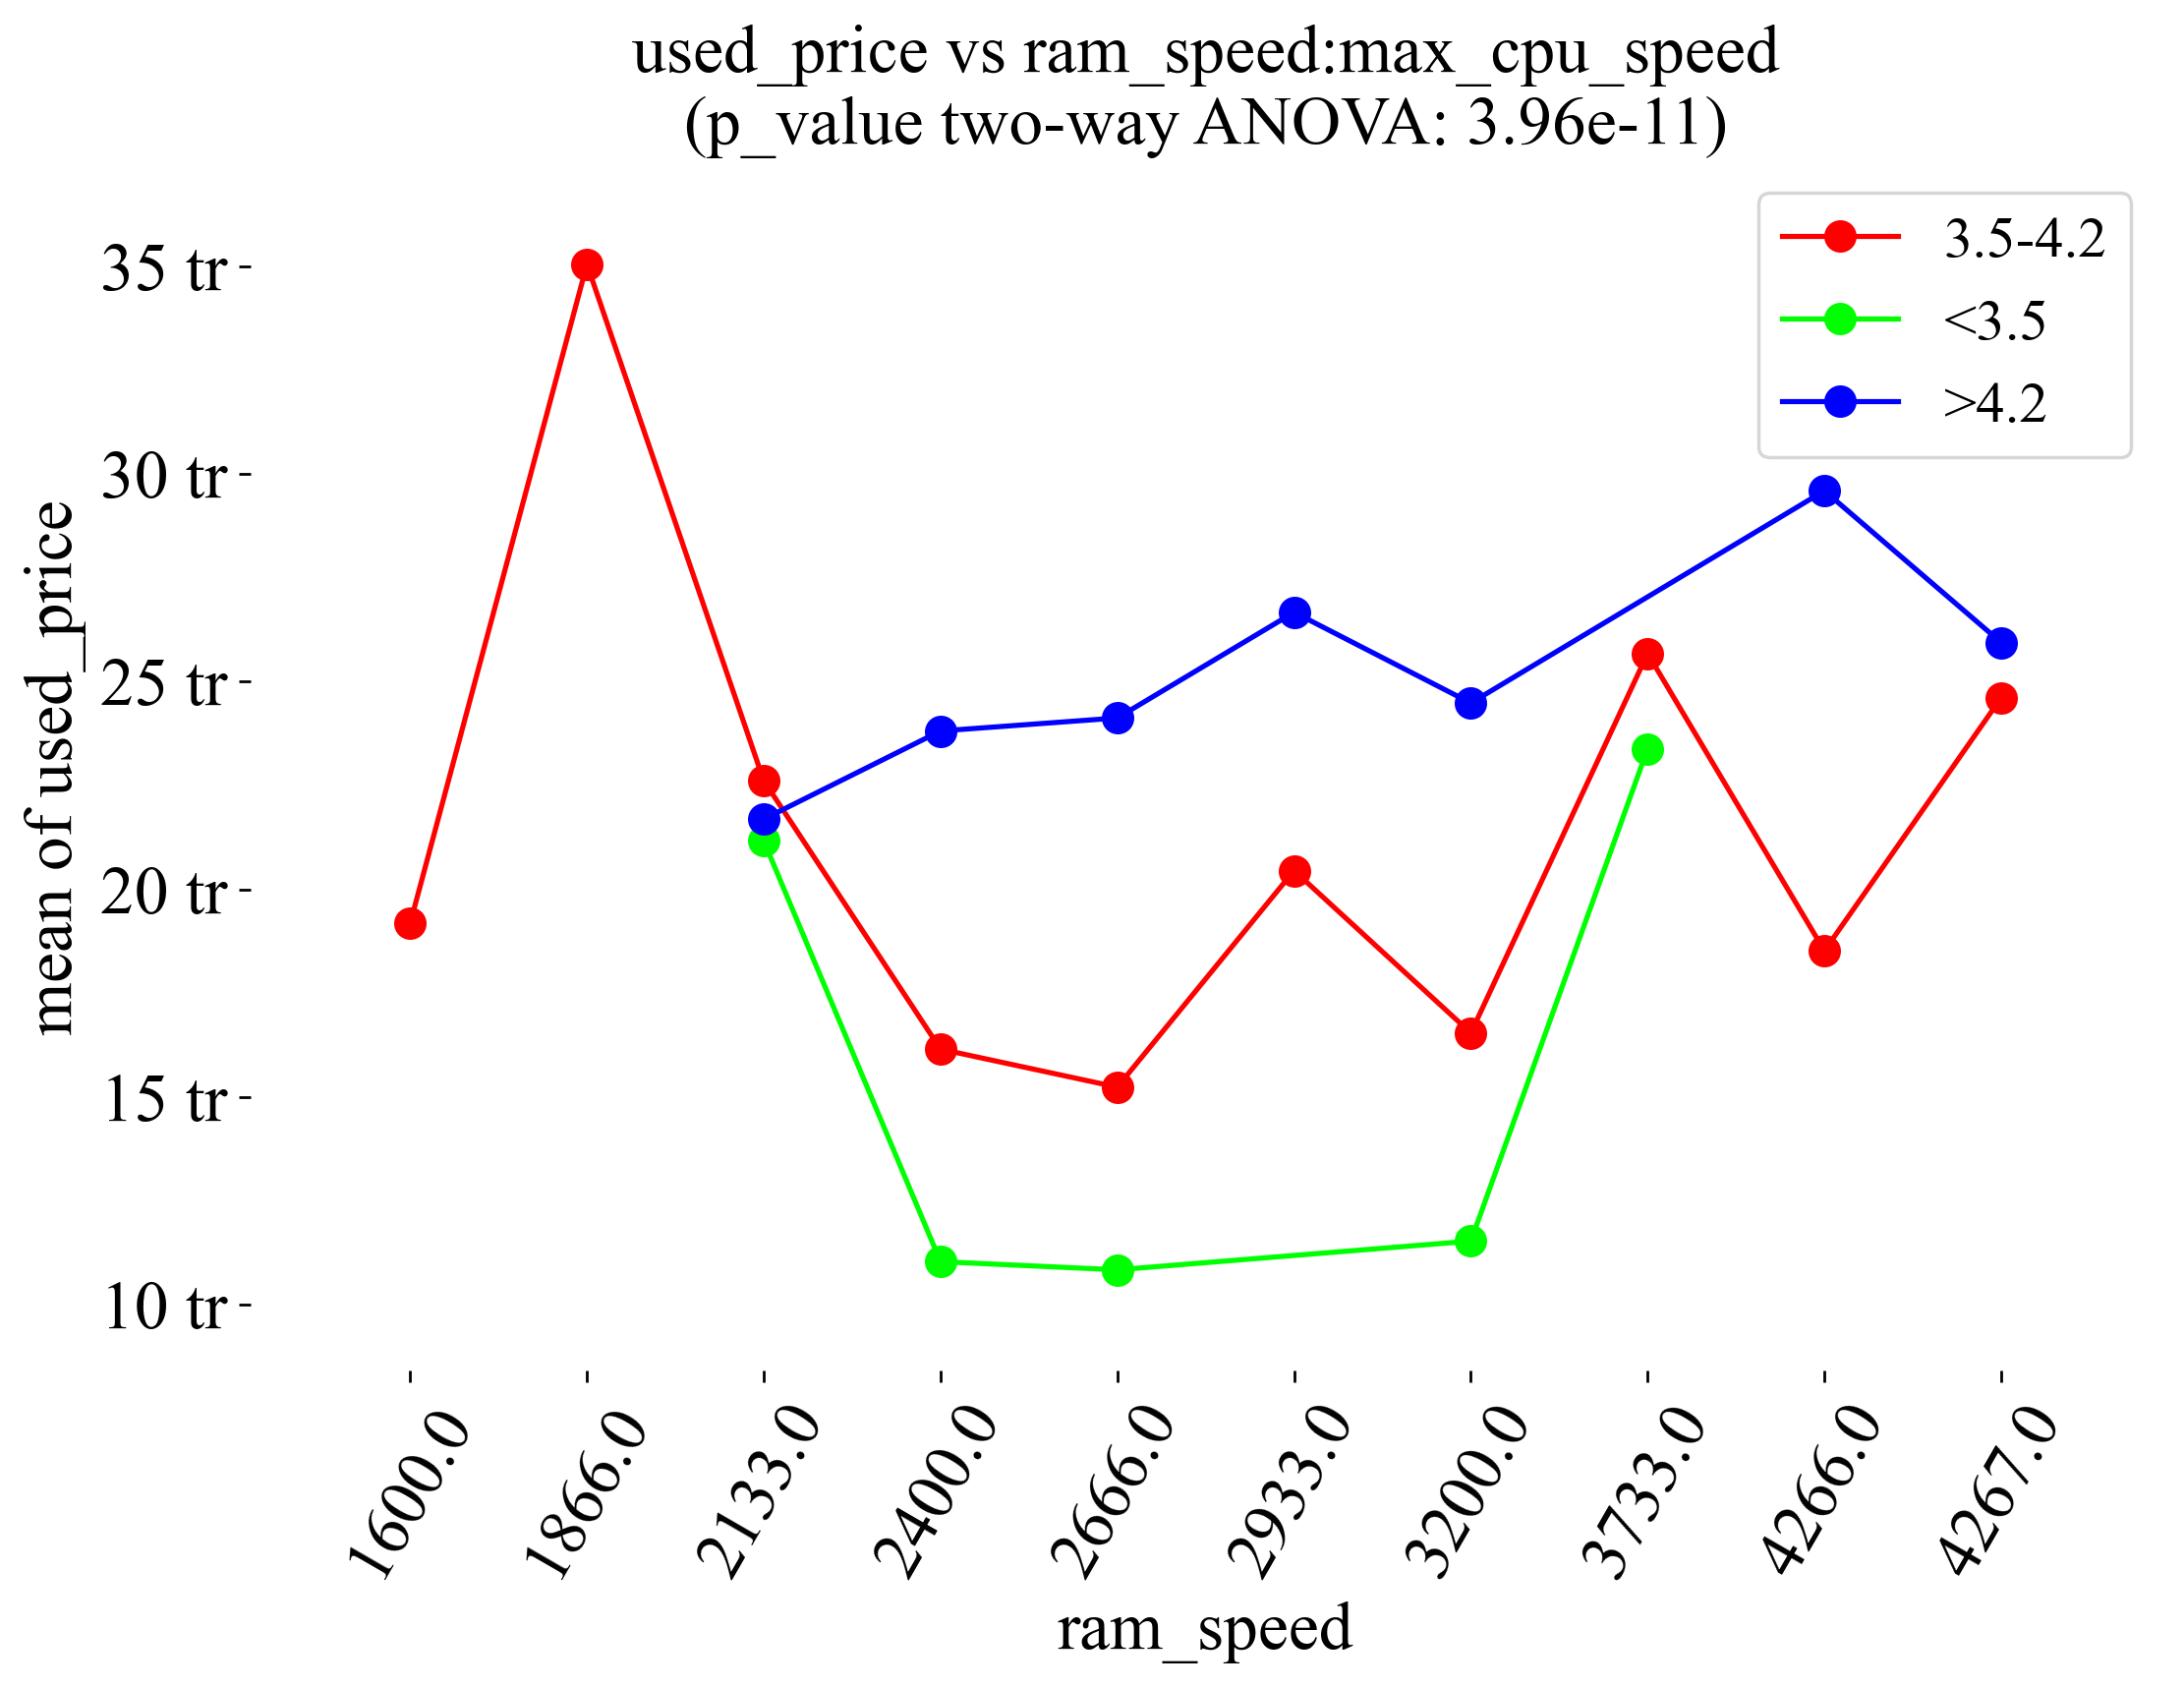 used_price vs ram_speed:max_cpu_speed
(p_value two-way ANOVA: 3.96e-11)
3.5-4.2
<3.5
>4.2
mean of used_price
35 tr
30 tr
25 tr
20 tr
15 tr
10 tr
1600.0
1866.0
2133.0
2400.0
2666.0
2933.0
3200.0
3733.0
4266.0
4267.0
ram_speed